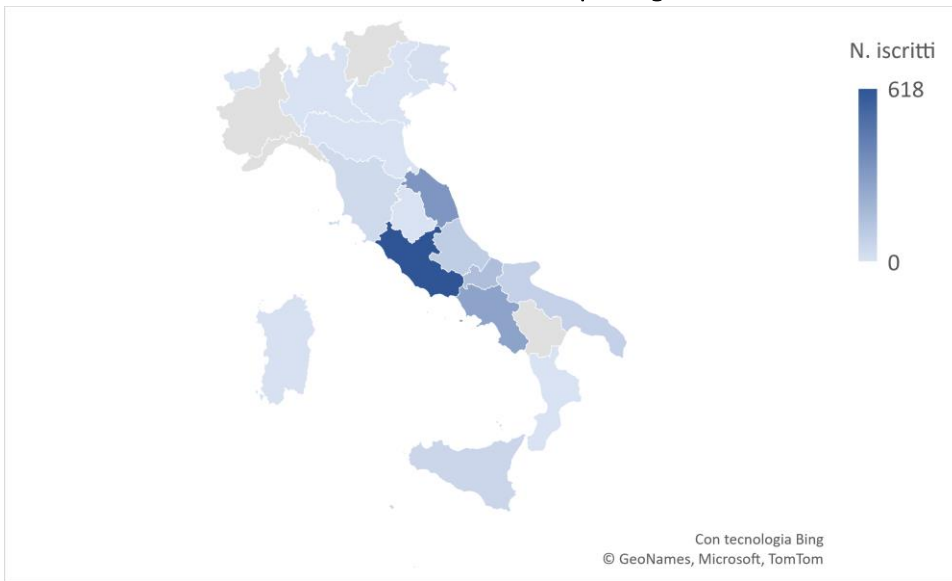 N. iscritti
618
0
Con tecnologia Bing
© GeoNames, Microsoft, TomTom